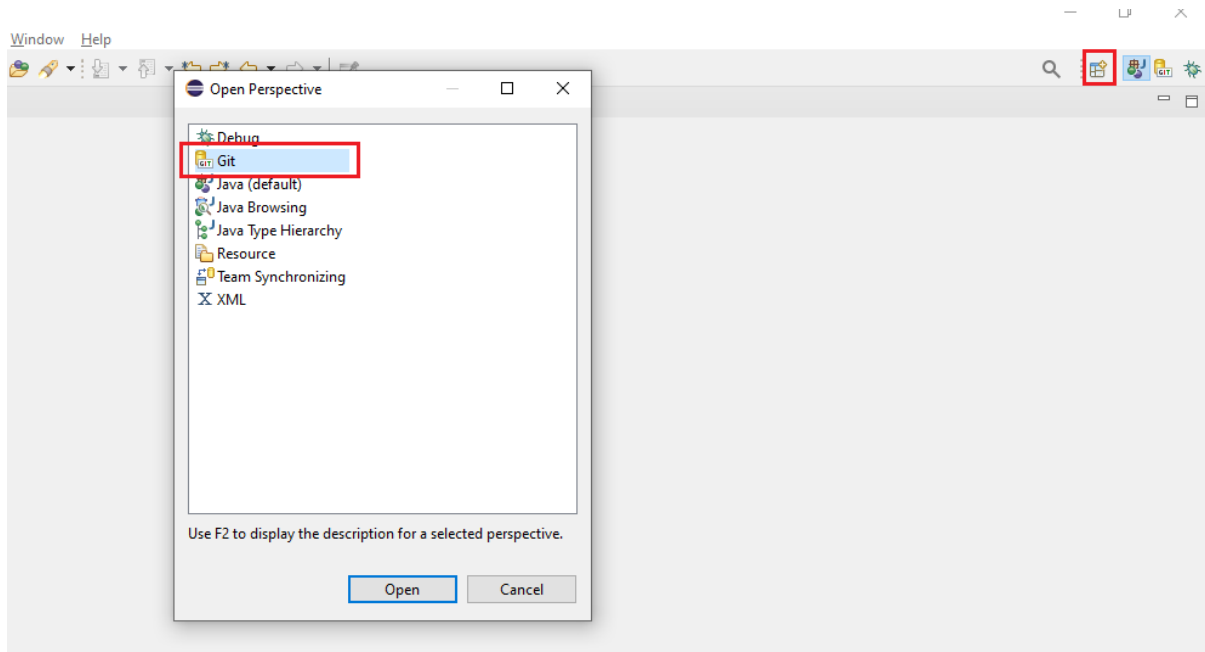 Window Help
Open Perspective
Debug
GIT Git
Java (default)
Java Browsing
Java Type Hierarchy
Resource
Team Synchronizing
X XML
Use F2 to display the description for a selected perspective.
Open Cancel